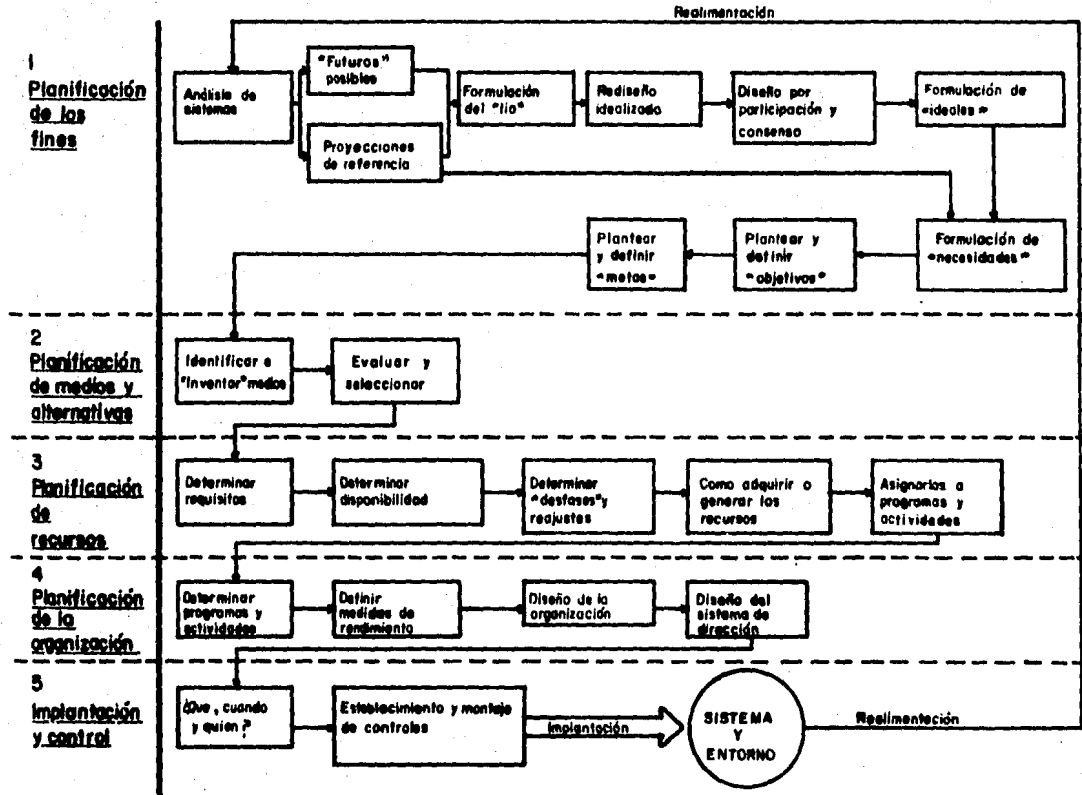 Realimentación
1
Planificación
de los
fines
Análisis de
sistemas
"Futuros"
posibles
Proyecciones
de referencia
Formulación
del "lío"
Rediseño
idealizado
Diseño por
participación y
consenso
Formulación de
"ideales"
Plantear
y definir
"metas"
Plantear y
definir
"objetivos"
Formulación de
"necesidades"
2
Planificación
de medios y
alternativas
Identificar e
"Inventar" medios
Evaluar y
seleccionar
3
Planificación
de
recursos
Determinar
requisitos
Determinar
disponibilidad
Determinar
"desfases" y
reajustes
Como adquirir o
generar los
recursos
Asignarlos a
programas y
actividades
4
Planificación
de la
organización
Determinar
programas y
actividades
Definir
medidas de
rendimiento
Diseño de la
organización
Diseño del
sistema de
dirección
5
Implantación
y control
¿Que, cuando
y quien?
Establecimiento y montaje
de controles
Implantación
SISTEMA
Y
ENTORNO
Realimentación